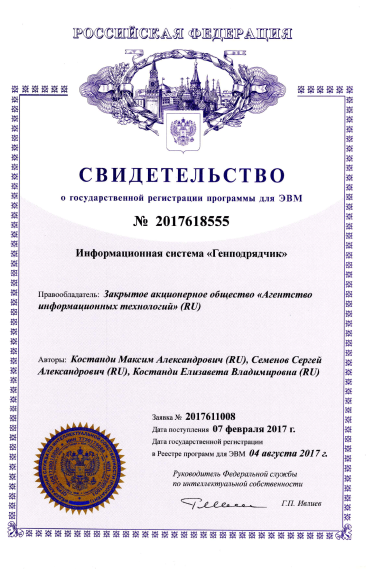 РОССИЙСКАЯ ФЕДЕРАЦИЯ
СВИДЕТЕЛЬСТВО
о государственной регистрации программы для ЭВМ
№ 2017618555
Информационная система «Генподрядчик»
Правообладатель: Закрытое акционерное общество «Агентство
информационных технологий» (RU)
Авторы: Костанди Максим Александрович (RU), Семенов Сергей
Александрович (RU), Костанди Елизавета Владимировна (RU)
Заявка № 2017611008
Дата поступления 07 февраля 2017 г.
Дата государственной регистрации
в Реестре программ для ЭВМ 04 августа 2017 г.
Руководитель Федеральной службы
по интеллектуальной собственности
Г.П. Ивлиев